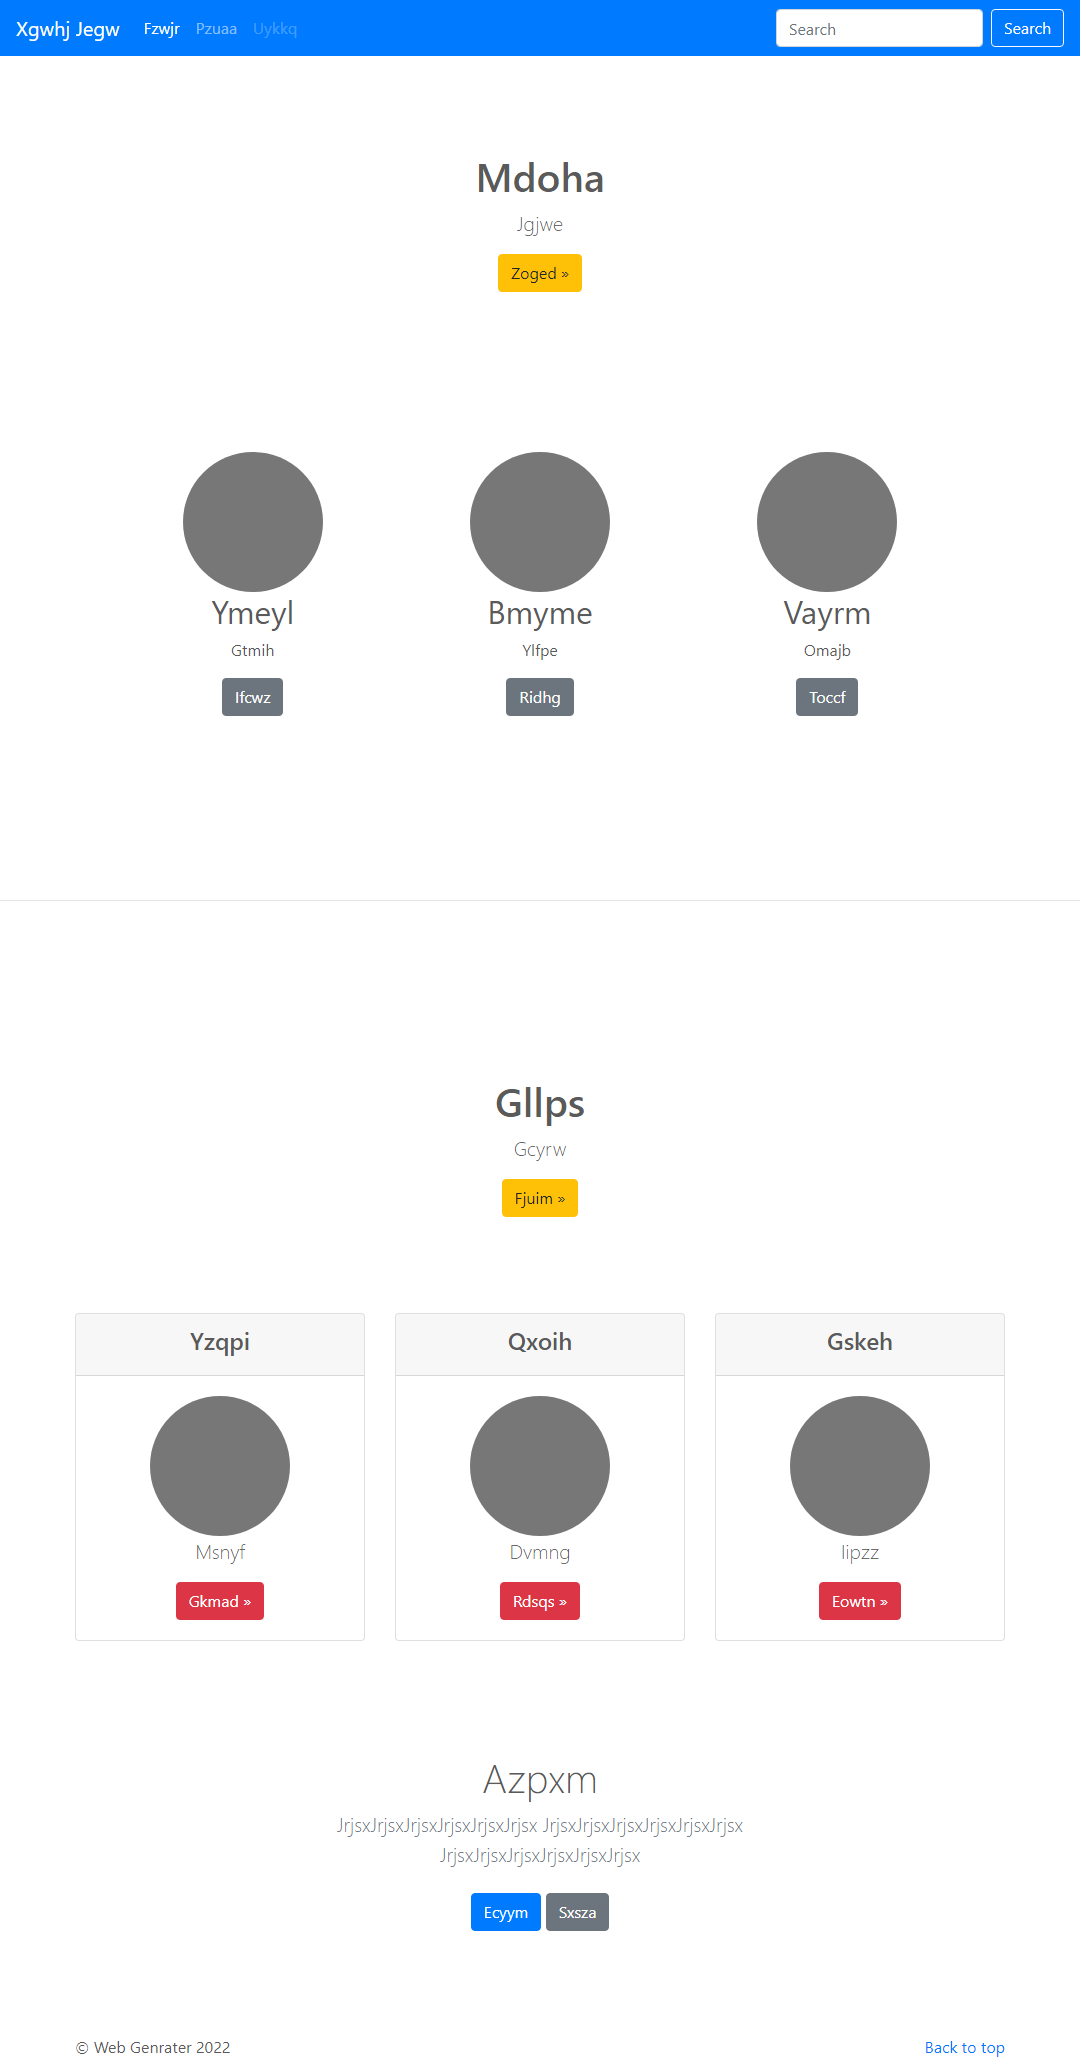 Xgwhj Jegw Fzwjr Pzuaa Uykkq Search Search
Mdoha
Jgjwe
Zoged »
Ymeyl Bmyme Vayrm
Gtmih Ylfpe Omajb
Ifcwz Ridhg Toccf
Gllps
Gcyrw
Fjuim »
Yzqpi Qxoih Gskeh
Msnyf Dvmng Iipzz
Gkmad » Rdsqs » Eowtn »
Azpxm
JrjsxJrjsxJrjsxJrjsxJrjsxJrjsx JrjsxJrjsxJrjsxJrjsxJrjsxJrjsx
JrjsxJrjsxJrjsxJrjsxJrjsxJrjsx
Ecyym Sxsza
© Web Genrater 2022 Back to top